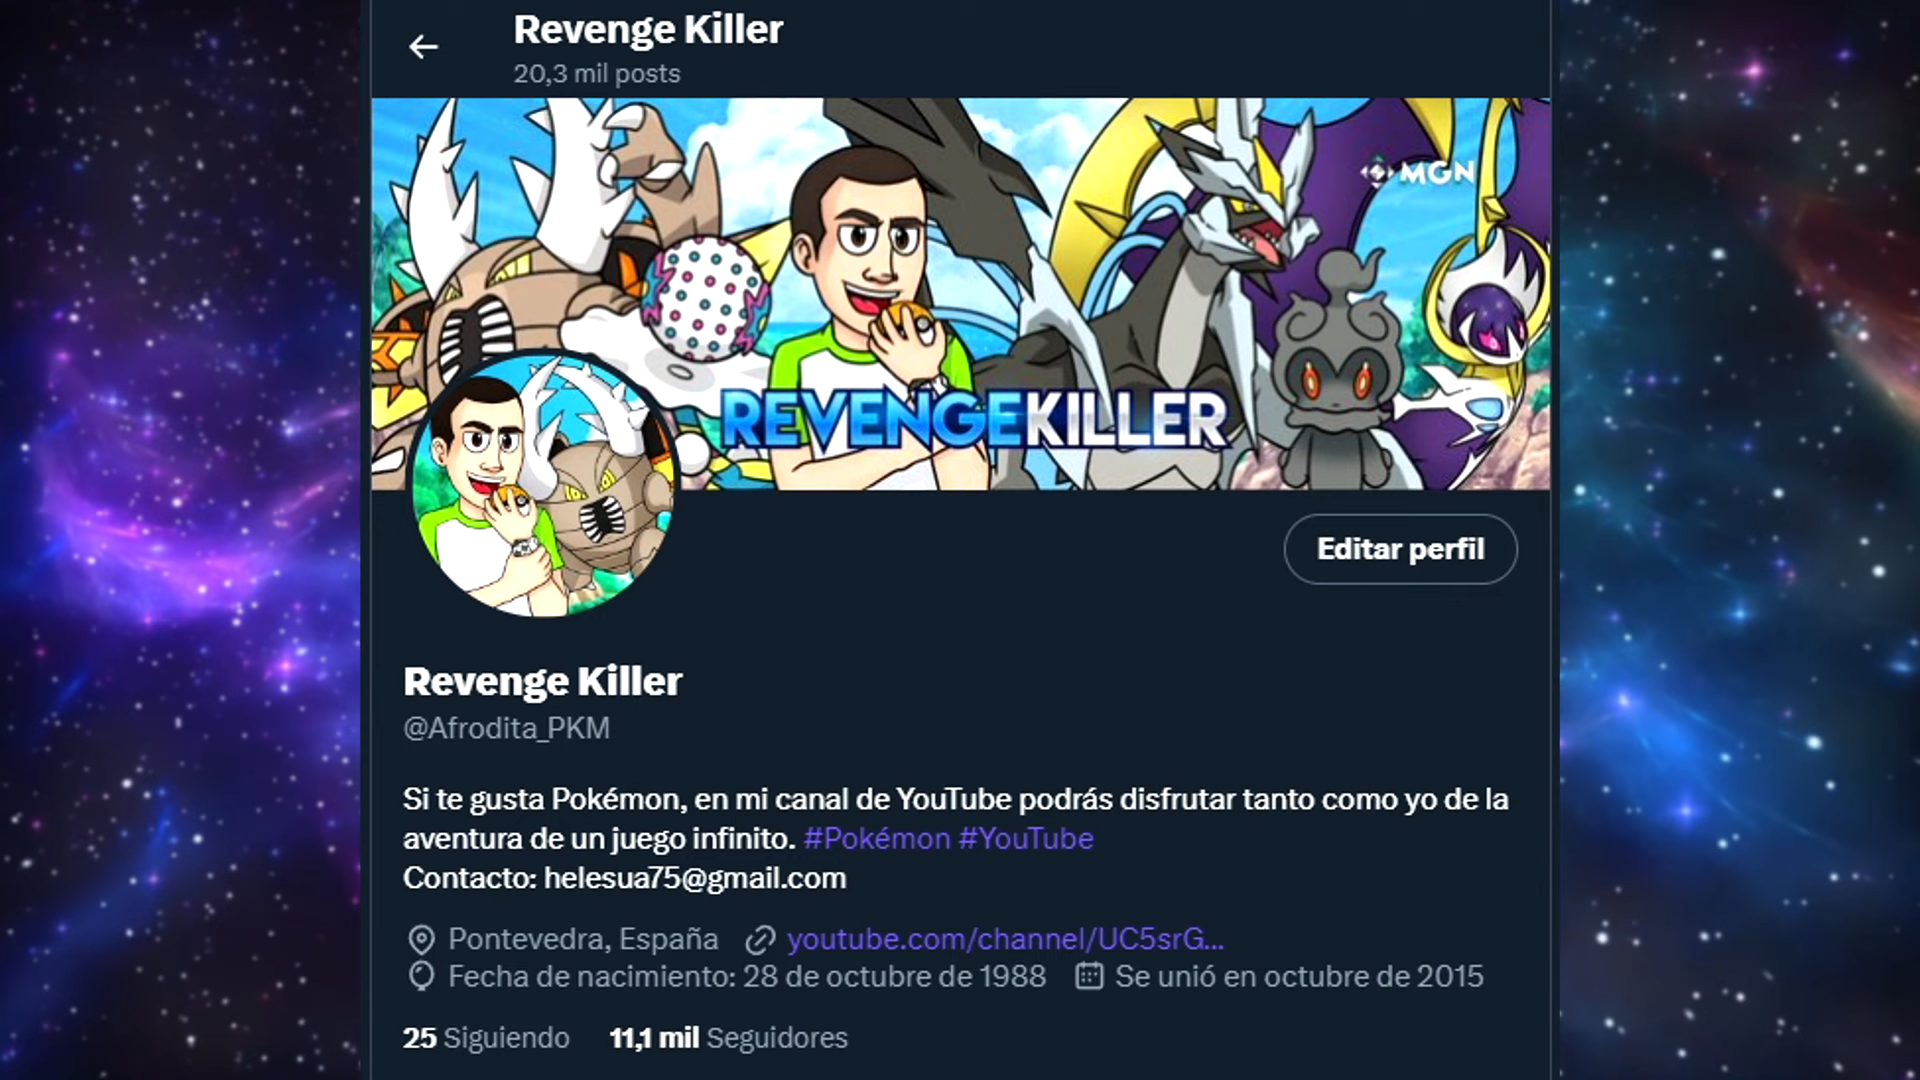 Revenge Killer
20,3 mil posts
MGN
REVENGEKILLER
Editar perfil
Revenge Killer
@Afrodita_PKM
Si te gusta Pokémon, en mi canal de YouTube podrás disfrutar tanto como yo de la
aventura de un juego infinito. #Pokémon #YouTube
Contacto: helesua75@gmail.com
Pontevedra, España youtube.com/channel/UC5srG...
Fecha de nacimiento: 28 de octubre de 1988 Se unió en octubre de 2015
25 Siguiendo 11,1 mil Seguidores